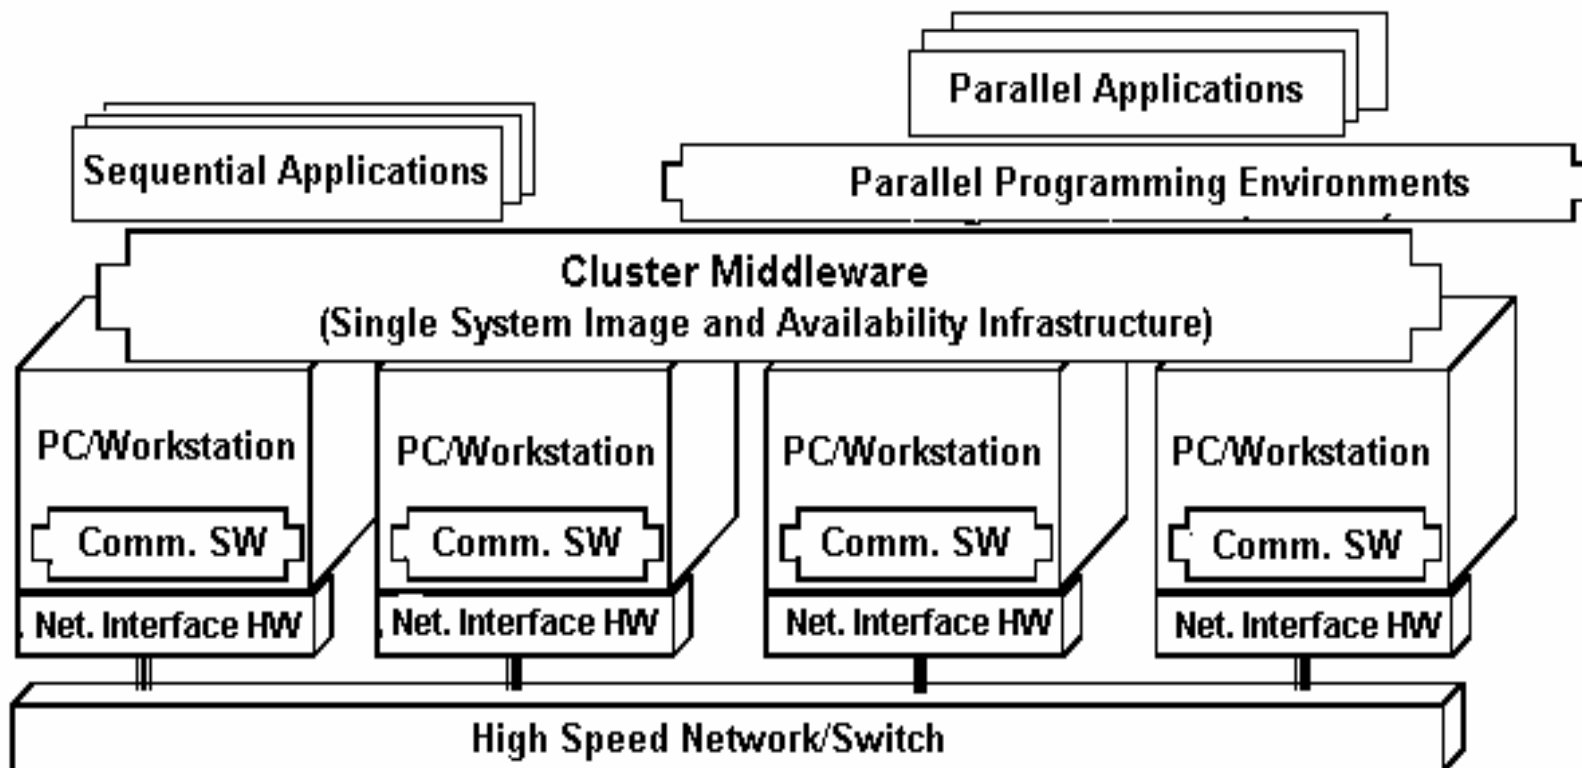 Parallel Applications
Sequential Applications
Parallel Programming Environments
Cluster Middleware
(Single System Image and Availability Infrastructure)
PC/Workstation
PC/Workstation
PC/Workstation
PC/Workstation
Comm. SW
Comm. SW
Comm. SW
Comm. SW
Net. Interface HW
Net. Interface HW
Net. Interface HW
Net. Interface HW
High Speed Network/Switch